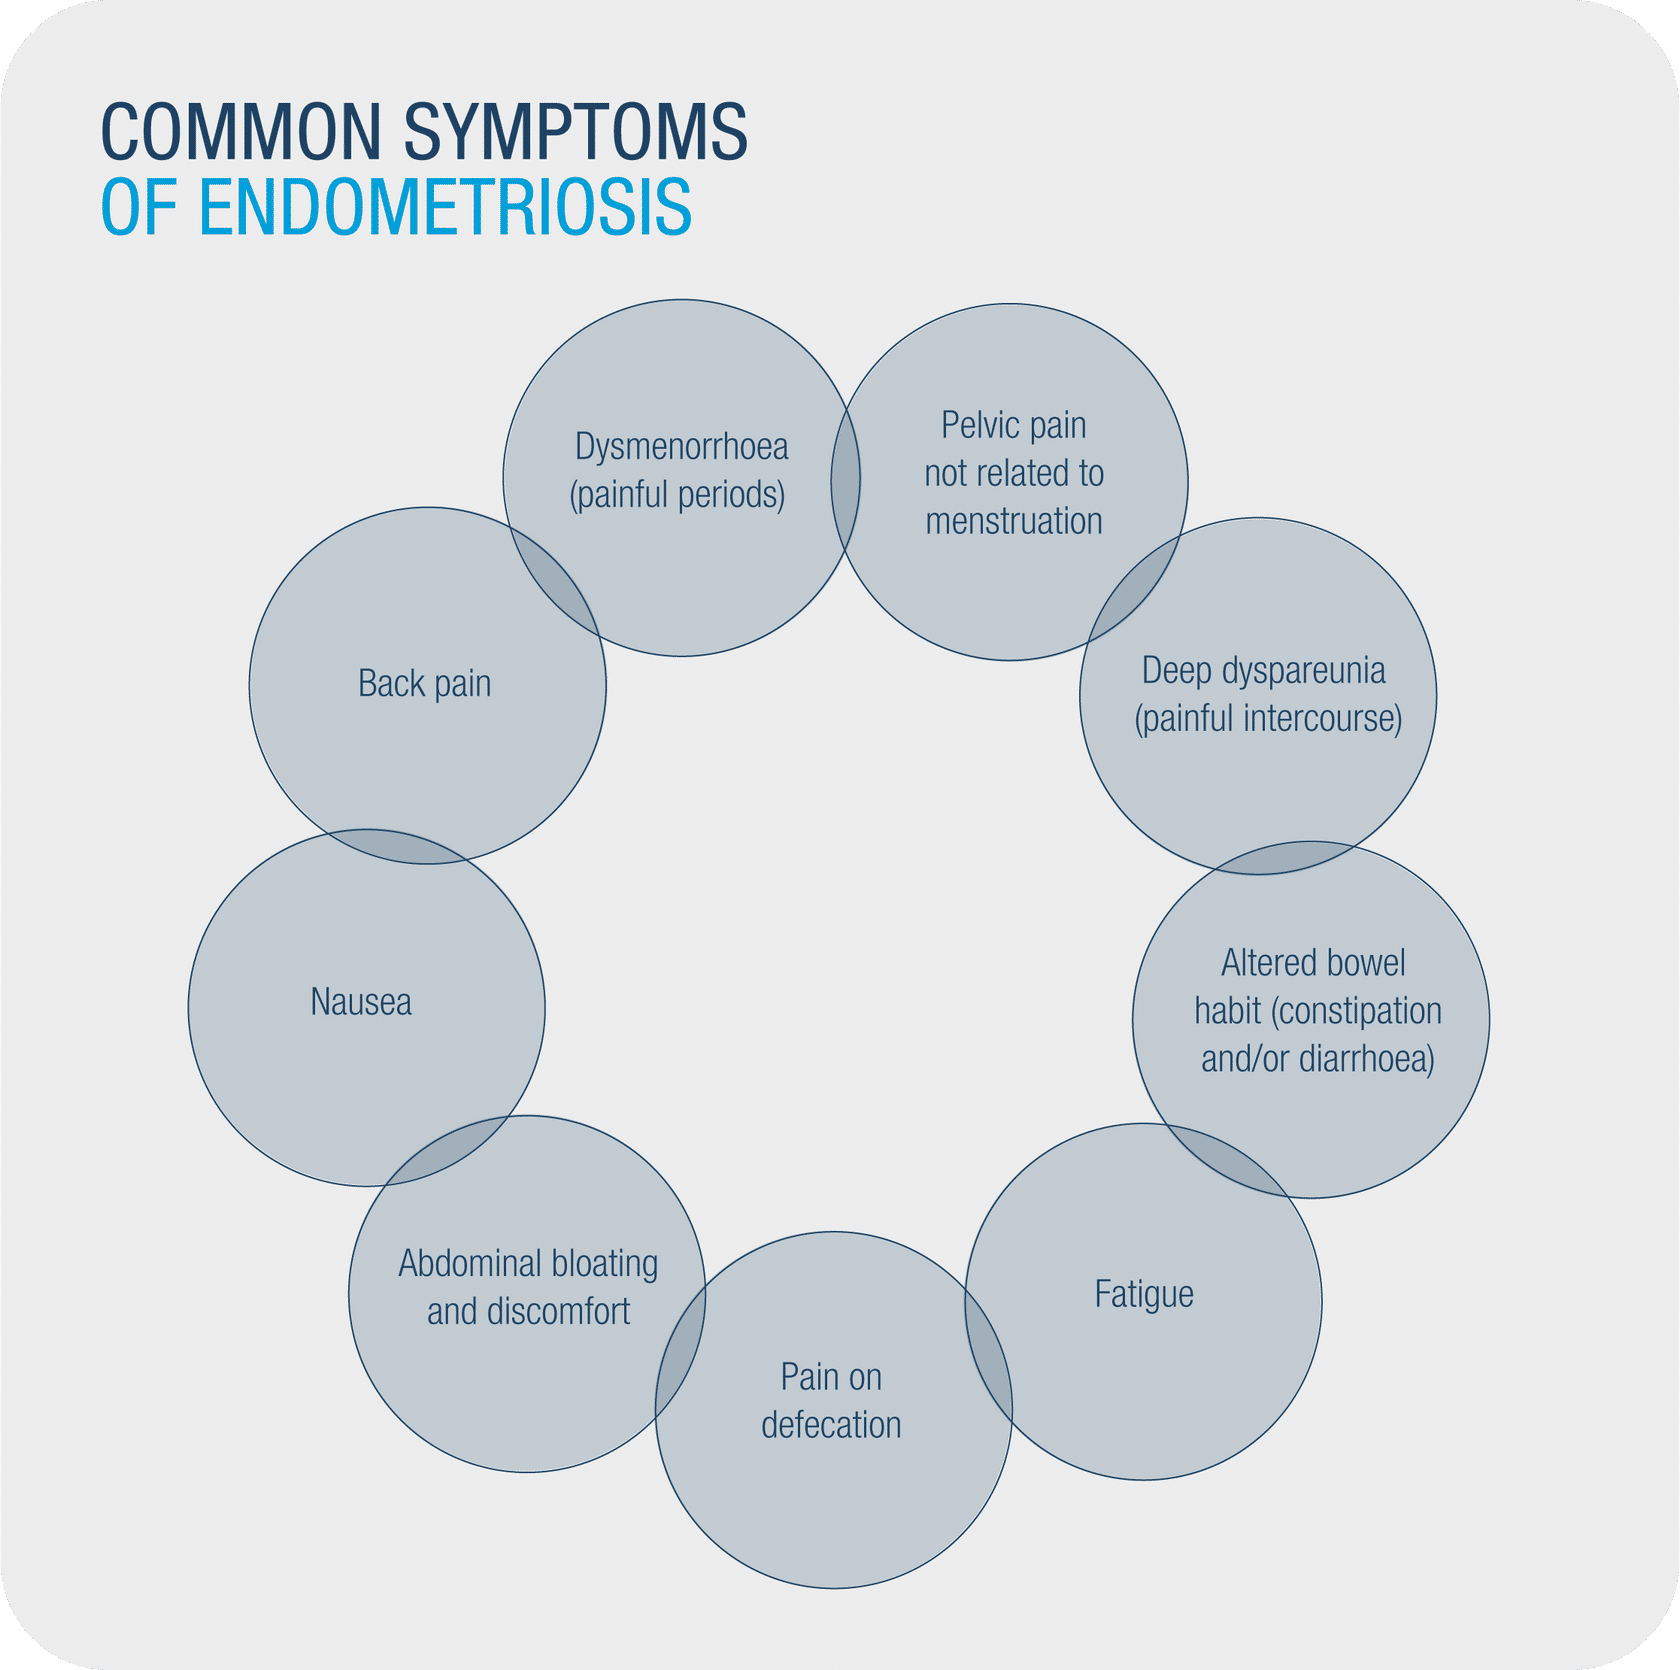 COMMON SYMPTOMS
OF ENDOMETRIOSIS
Dysmenorrhoea
(painful periods)
Pelvic pain
not related to
menstruation
Deep dyspareunia
(painful intercourse)
Altered bowel
habit (constipation
and/or diarrhoea)
Fatigue
Pain on
defecation
Abdominal bloating
and discomfort
Nausea
Back pain